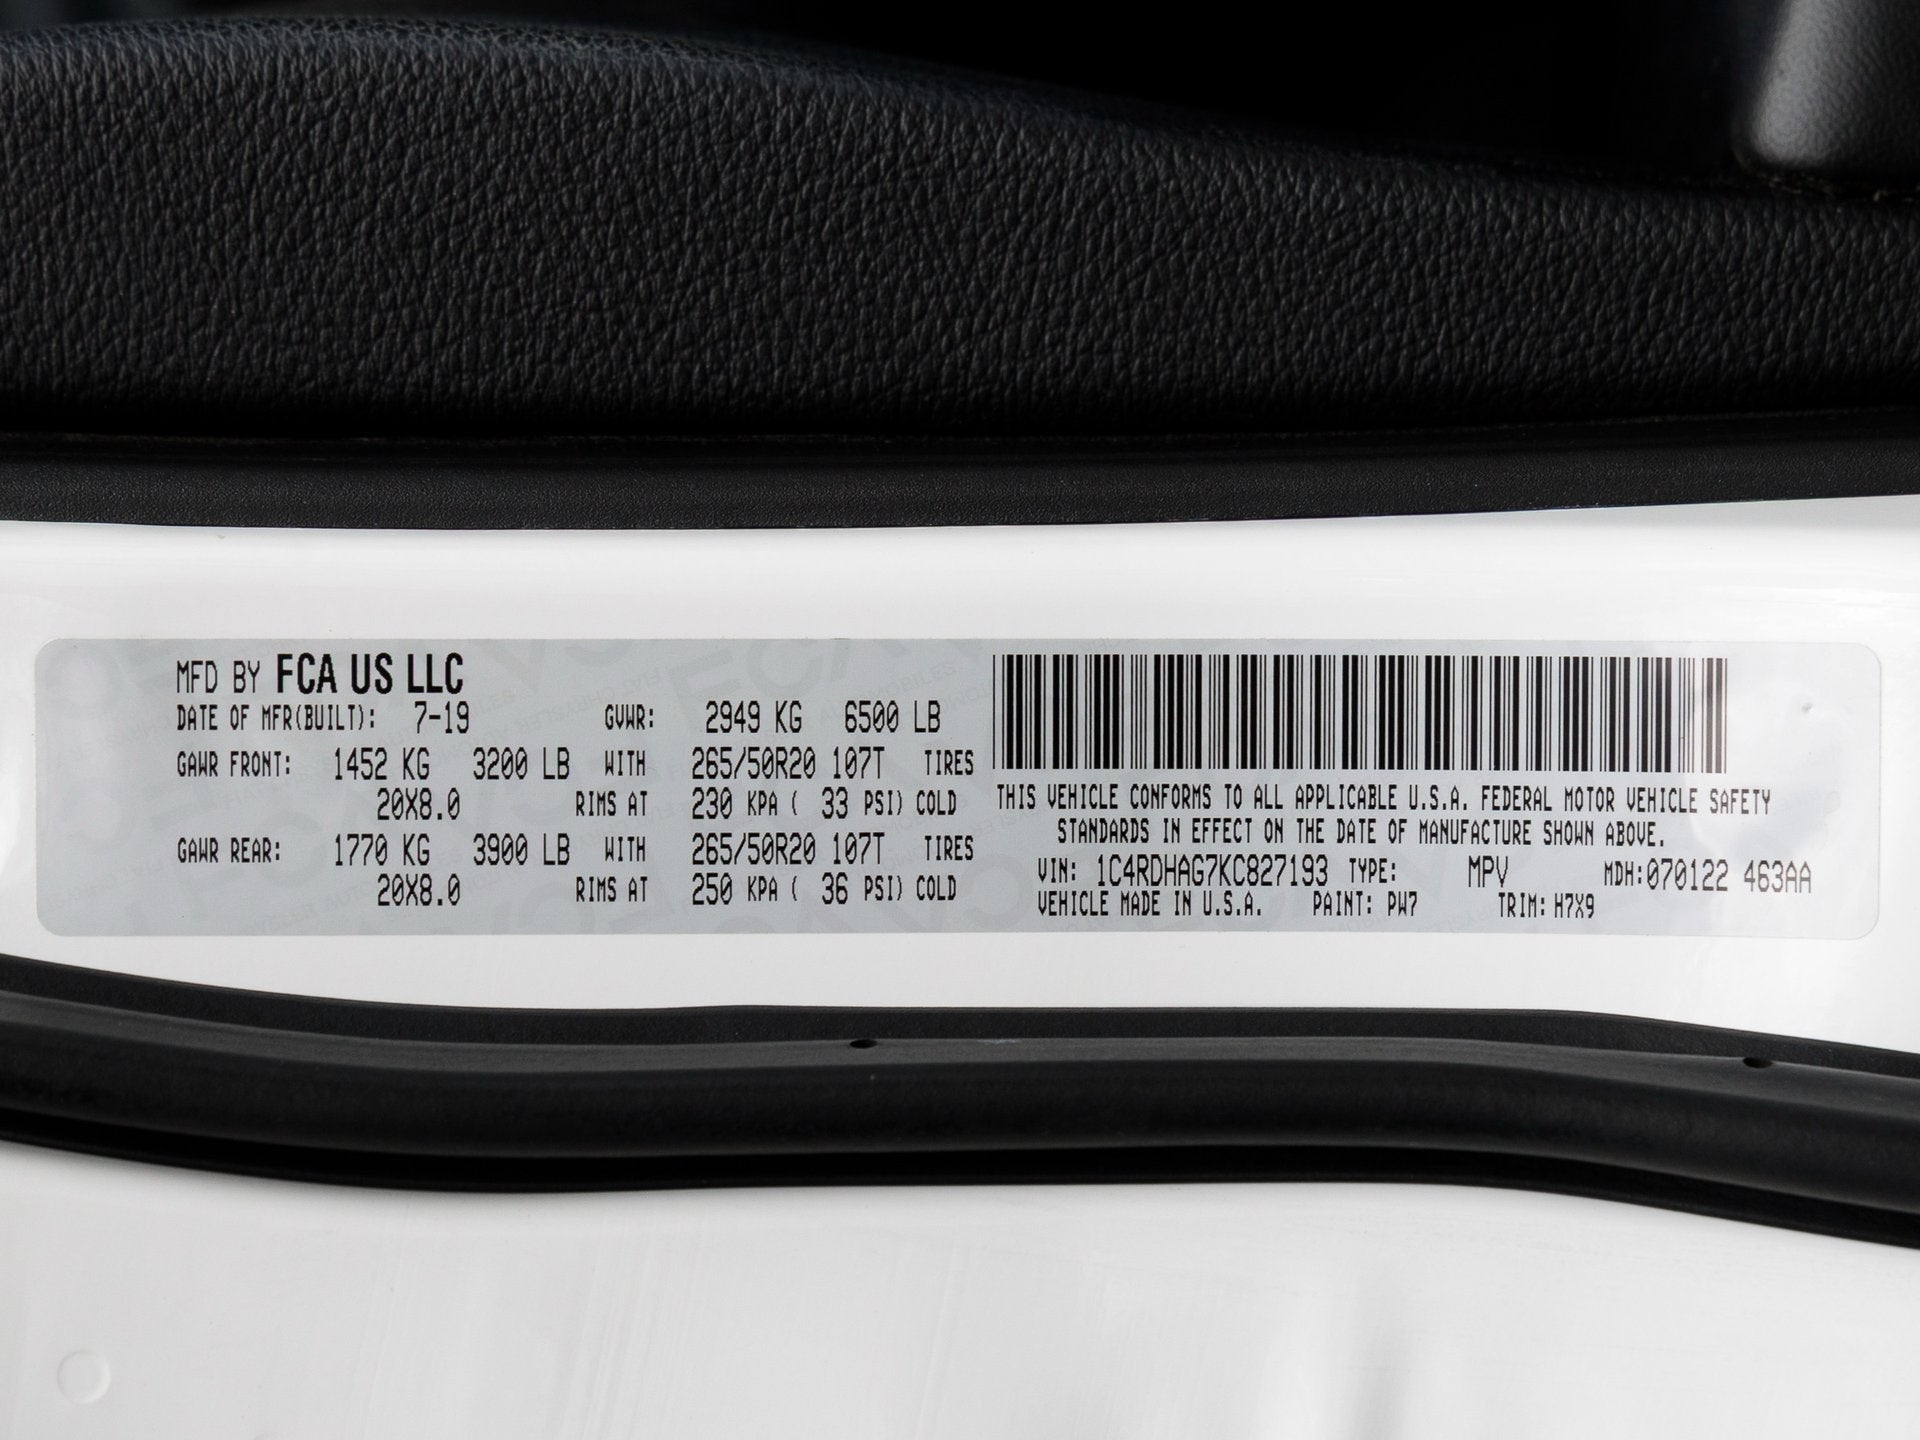 MFD BY FCA US LLC
DATE OF MFR(BUILT): 7-19 GVWR: 2949 KG 6500 LB
GAWR FRONT: 1452 KG 3200 LB WITH 265/50R20 107T TIRES
20X8.0 RIMS AT 230 KPA ( 33 PSI) COLD
GAWR REAR: 1770 KG 3900 LB WITH 265/50R20 107T TIRES
20X8.0 RIMS AT 250 KPA ( 36 PSI) COLD
THIS VEHICLE CONFORMS TO ALL APPLICABLE U.S.A. FEDERAL MOTOR VEHICLE SAFETY
STANDARDS IN EFFECT ON THE DATE OF MANUFACTURE SHOWN ABOVE.
VIN: 1C4RDHAG7KC827193 TYPE: MPV MDH:070122 463AA
VEHICLE MADE IN U.S.A. PAINT: PW7 TRIM: H7X9